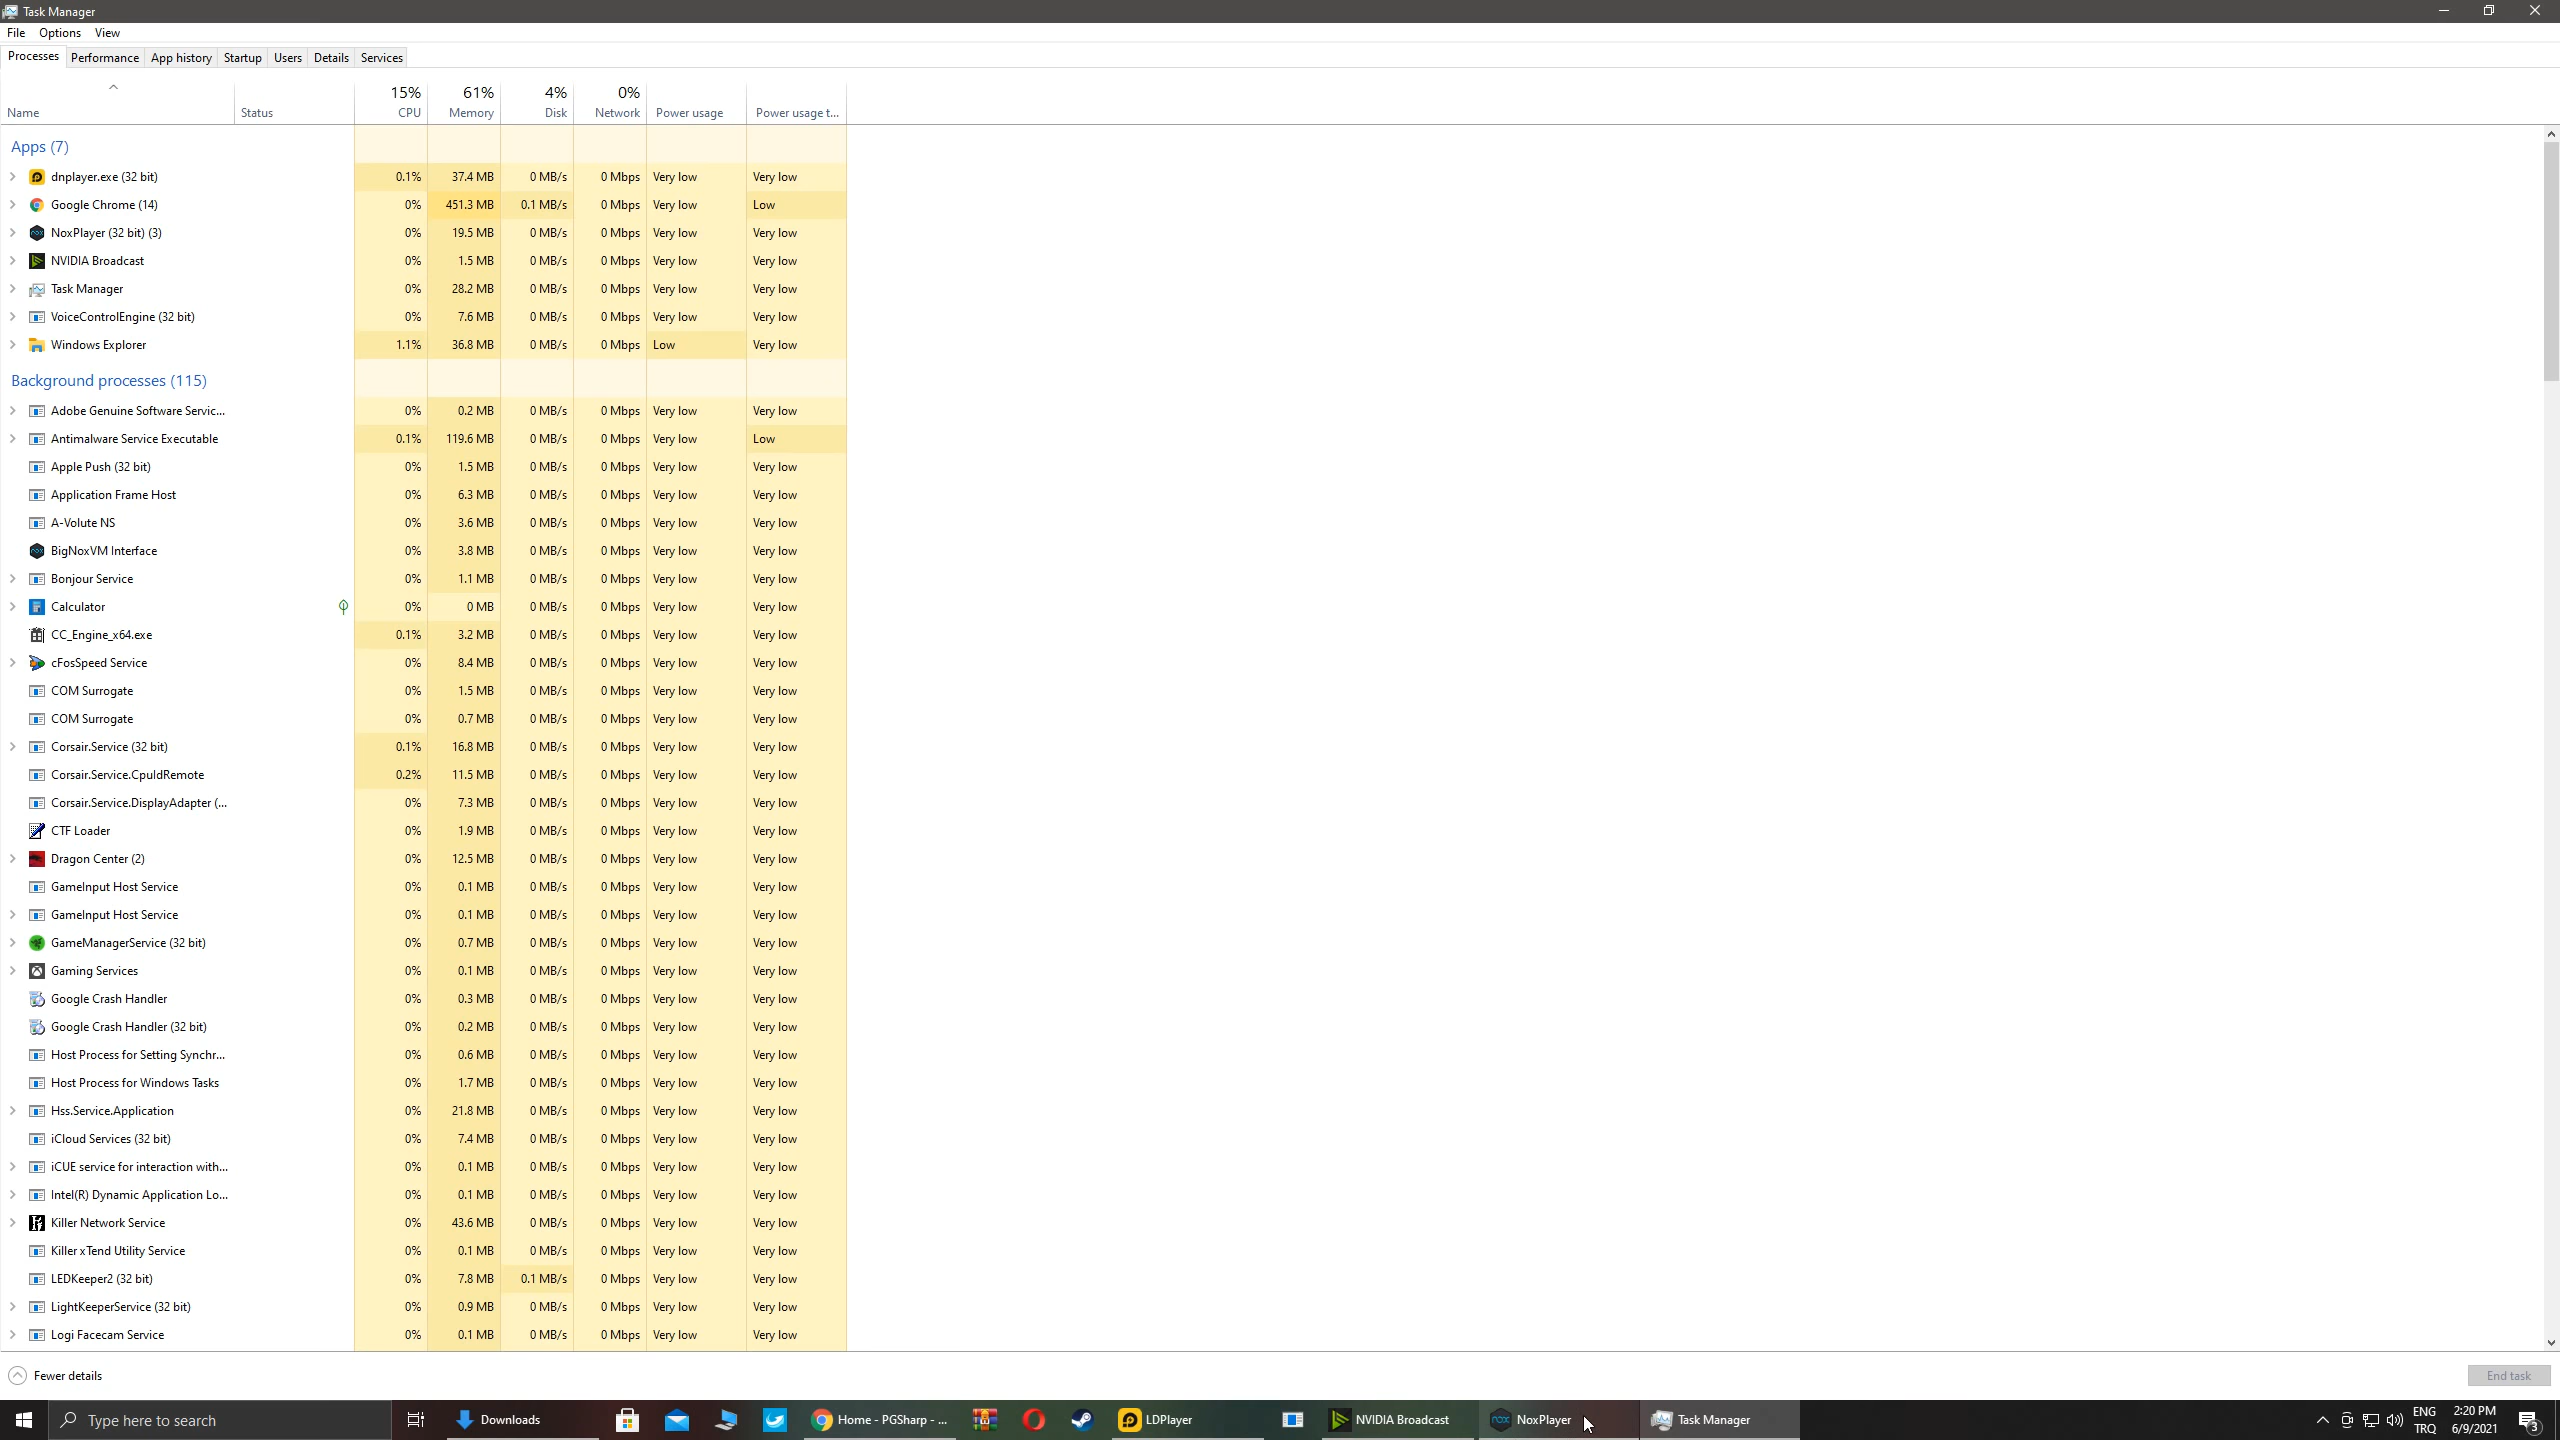 Task Manager
File Options View
Processes Performance App history Startup Users Details Services
15% 61% 4% 0%
Name Status CPU Memory Disk Network Power usage Power usage t...
Apps (7)
dnplayer.exe (32 bit) 0.1% 37.4 MB 0 MB/s 0 Mbps Very low Very low
Google Chrome (14) 0% 451.3 MB 0.1 MB/s 0 Mbps Very low Low
NoxPlayer (32 bit) (3) 0% 19.5 MB 0 MB/s 0 Mbps Very low Very low
NVIDIA Broadcast 0% 1.5 MB 0 MB/s 0 Mbps Very low Very low
Task Manager 0% 28.2 MB 0 MB/s 0 Mbps Very low Very low
VoiceControlEngine (32 bit) 0% 7.6 MB 0 MB/s 0 Mbps Very low Very low
Windows Explorer 1.1% 36.8 MB 0 MB/s 0 Mbps Low Very low
Background processes (115)
Adobe Genuine Software Servic... 0% 0.2 MB 0 MB/s 0 Mbps Very low Very low
Antimalware Service Executable 0.1% 119.6 MB 0 MB/s 0 Mbps Very low Low
Apple Push (32 bit) 0% 1.5 MB 0 MB/s 0 Mbps Very low Very low
Application Frame Host 0% 6.3 MB 0 MB/s 0 Mbps Very low Very low
A-Volute NS 0% 3.6 MB 0 MB/s 0 Mbps Very low Very low
BigNoxVM Interface 0% 3.8 MB 0 MB/s 0 Mbps Very low Very low
Bonjour Service 0% 1.1 MB 0 MB/s 0 Mbps Very low Very low
Calculator 0% 0 MB 0 MB/s 0 Mbps Very low Very low
CC_Engine_x64.exe 0.1% 3.2 MB 0 MB/s 0 Mbps Very low Very low
cFosSpeed Service 0% 8.4 MB 0 MB/s 0 Mbps Very low Very low
COM Surrogate 0% 1.5 MB 0 MB/s 0 Mbps Very low Very low
COM Surrogate 0% 0.7 MB 0 MB/s 0 Mbps Very low Very low
Corsair.Service (32 bit) 0.1% 16.8 MB 0 MB/s 0 Mbps Very low Very low
Corsair.Service.CpuIdRemote 0.2% 11.5 MB 0 MB/s 0 Mbps Very low Very low
Corsair.Service.DisplayAdapter (... 0% 7.3 MB 0 MB/s 0 Mbps Very low Very low
CTF Loader 0% 1.9 MB 0 MB/s 0 Mbps Very low Very low
Dragon Center (2) 0% 12.5 MB 0 MB/s 0 Mbps Very low Very low
GameInput Host Service 0% 0.1 MB 0 MB/s 0 Mbps Very low Very low
GameInput Host Service 0% 0.1 MB 0 MB/s 0 Mbps Very low Very low
GameManagerService (32 bit) 0% 0.7 MB 0 MB/s 0 Mbps Very low Very low
Gaming Services 0% 0.1 MB 0 MB/s 0 Mbps Very low Very low
Google Crash Handler 0% 0.3 MB 0 MB/s 0 Mbps Very low Very low
Google Crash Handler (32 bit) 0% 0.2 MB 0 MB/s 0 Mbps Very low Very low
Host Process for Setting Synchr... 0% 0.6 MB 0 MB/s 0 Mbps Very low Very low
Host Process for Windows Tasks 0% 1.7 MB 0 MB/s 0 Mbps Very low Very low
Hss.Service.Application 0% 21.8 MB 0 MB/s 0 Mbps Very low Very low
iCloud Services (32 bit) 0% 7.4 MB 0 MB/s 0 Mbps Very low Very low
iCUE service for interaction with... 0% 0.1 MB 0 MB/s 0 Mbps Very low Very low
Intel(R) Dynamic Application Lo... 0% 0.1 MB 0 MB/s 0 Mbps Very low Very low
Killer Network Service 0% 43.6 MB 0 MB/s 0 Mbps Very low Very low
Killer xTend Utility Service 0% 0.1 MB 0 MB/s 0 Mbps Very low Very low
LEDKeeper2 (32 bit) 0% 7.8 MB 0.1 MB/s 0 Mbps Very low Very low
LightKeeperService (32 bit) 0% 0.9 MB 0 MB/s 0 Mbps Very low Very low
Logi Facecam Service 0% 0.1 MB 0 MB/s 0 Mbps Very low Very low
Fewer details End task
Type here to search Downloads Home - PGSharp - ... LDPlayer NVIDIA Broadcast NoxPlayer Task Manager ENG 2:20 PM
TRQ 6/9/2021 3